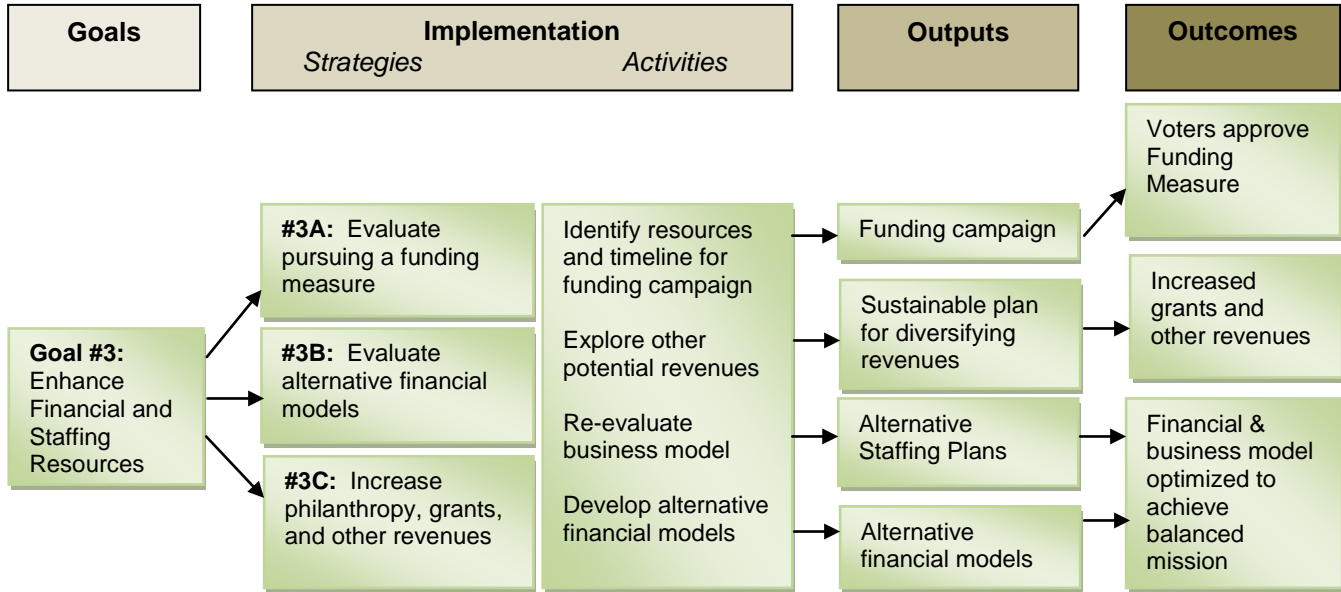 Goals
Implementation
Strategies Activities
Outputs
Outcomes
Goal #3:
Enhance
Financial and
Staffing
Resources
#3A: Evaluate
pursuing a funding
measure
#3B: Evaluate
alternative financial
models
#3C: Increase
philanthropy, grants,
and other revenues
Identify resources
and timeline for
funding campaign
Explore other
potential revenues
Re-evaluate
business model
Develop alternative
financial models
Funding campaign
Sustainable plan
for diversifying
revenues
Alternative
Staffing Plans
Alternative
financial models
Voters approve
Funding
Measure
Increased
grants and
other revenues
Financial &
business model
optimized to
achieve
balanced
mission